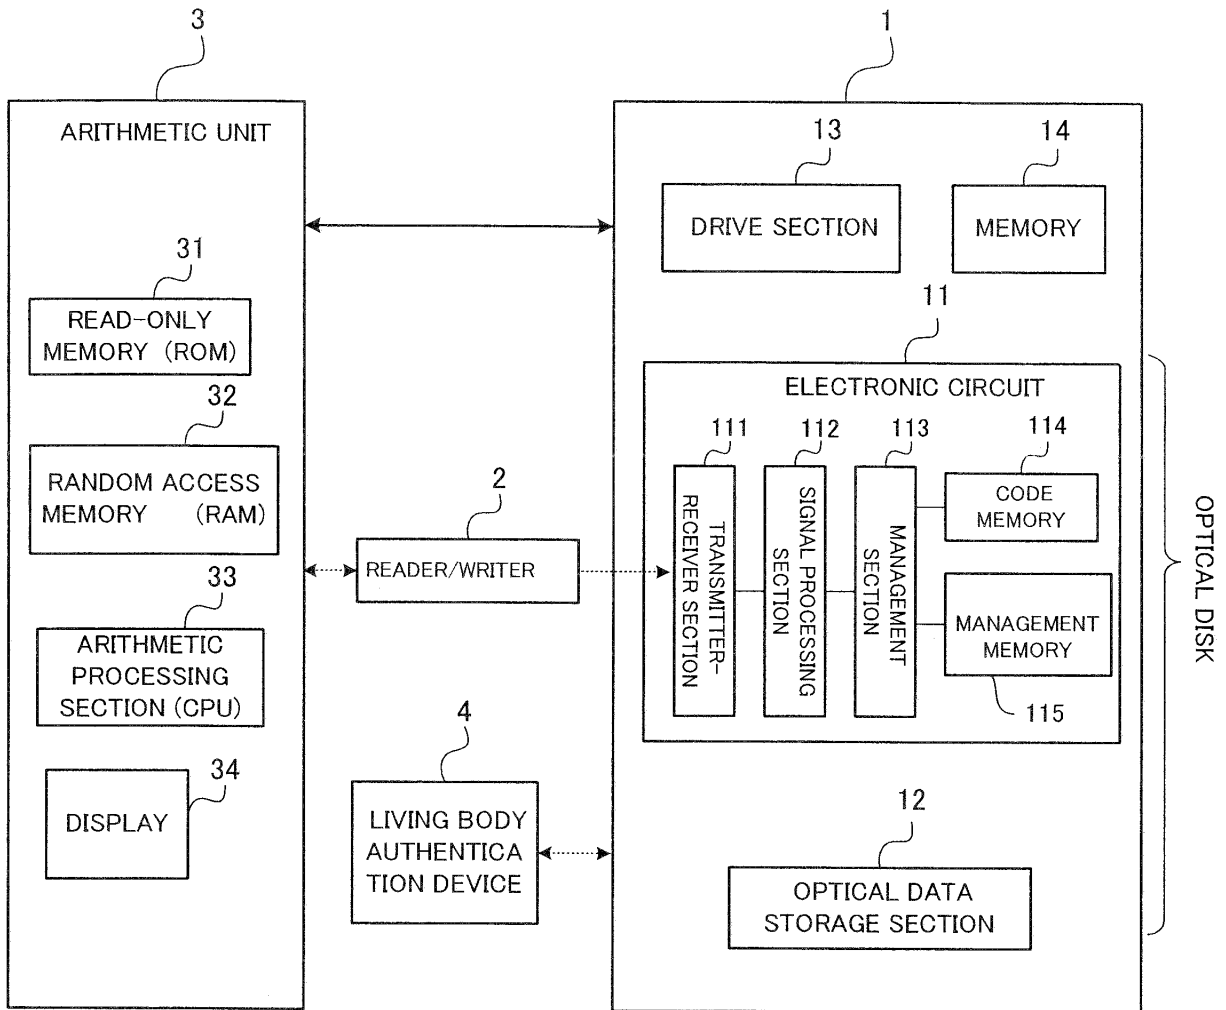 3
ARITHMETIC UNIT
31
READ-ONLY
MEMORY (ROM)
32
RANDOM ACCESS
MEMORY (RAM)
33
ARITHMETIC
PROCESSING
SECTION (CPU)
34
DISPLAY
2
READER/WRITER
4
LIVING BODY
AUTHENTICA
TION DEVICE
1
13
DRIVE SECTION
14
MEMORY
11
ELECTRONIC CIRCUIT
111
TRANSMITTER-
RECEIVER SECTION
112
SIGNAL PROCESSING
SECTION
113
MANAGEMENT
SECTION
114
CODE
MEMORY
MANAGEMENT
MEMORY
115
12
OPTICAL DATA
STORAGE SECTION
OPTICAL DISK